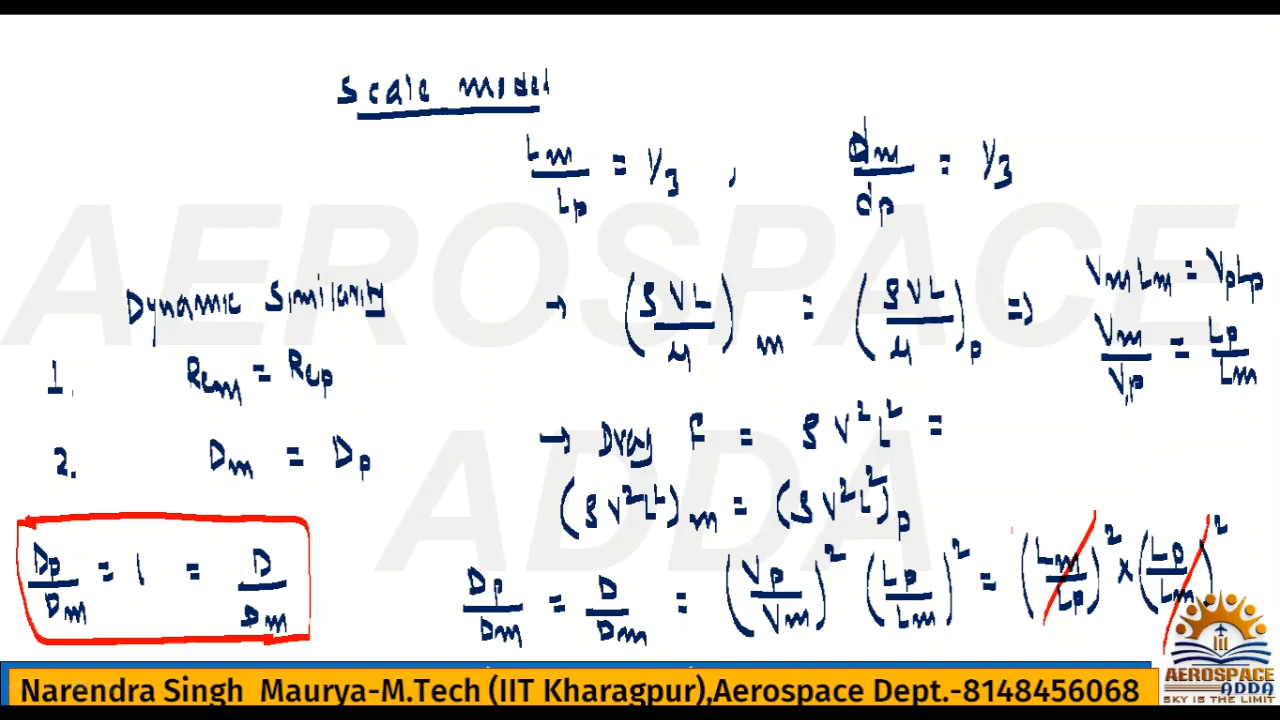 Scale model
Lm/Lp = 1/3 , dm/dp = 1/3
Dynamic Similarity → (ρVL/μ)m = (ρVL/μ)p ⇒ VmLm = VpLp
Vm/Vp = Lp/Lm
1. Rem = Rep
2. Dm = Dp → Drag F = ρV²L² =
(ρV²L²)m = (ρV²L²)p
Dp/Dm = 1 = D/Dm
Dp/Dm = D/Dm = (Vp/Vm)² (Lp/Lm)² = (Lm/Lp)² × (Lp/Lm)²
AEROSPACE
ADDA
Narendra Singh Maurya-M.Tech (IIT Kharagpur),Aerospace Dept.-8148456068
AEROSPACE
ADDA
SKY IS THE LIMIT